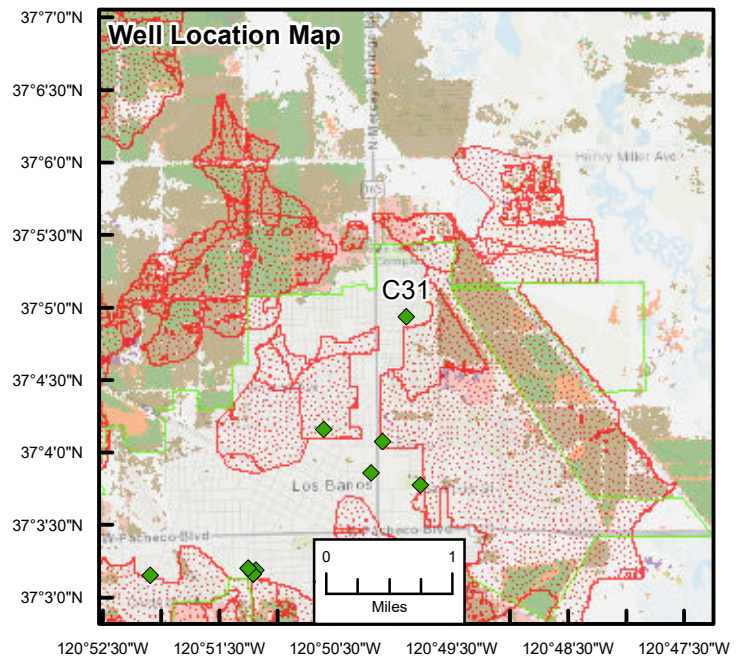 37°7'0"N
Well Location Map
37°6'30"N
37°6'0"N
Henry Miller Ave
37°5'30"N
37°5'0"N
C31
37°4'30"N
37°4'0"N
Los Banos
37°3'30"N
W Pacheco Blvd
Pacheco Blvd
0 1
Miles
37°3'0"N
120°52'30"W 120°51'30"W 120°50'30"W 120°49'30"W 120°48'30"W 120°47'30"W